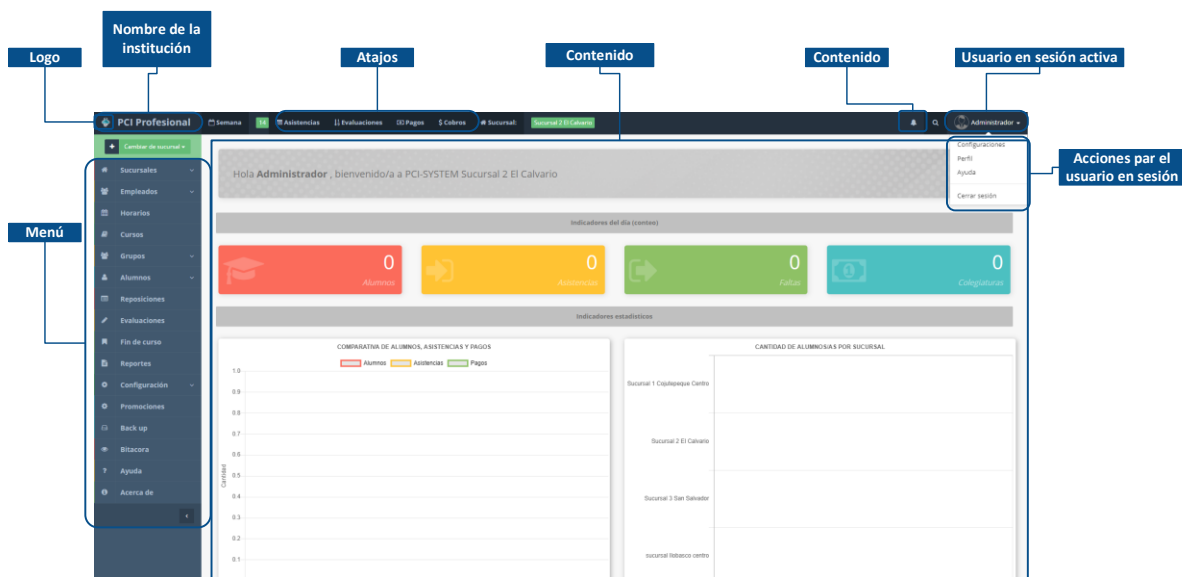 Nombre de la
institución
Logo
Atajos
Contenido
Contenido
Usuario en sesión activa
PCI Profesional
Semana
14
Asistencias
Evaluaciones
Pagos
$ Cobros
Sucursal:
Sucursal 2 El Calvario
Administrador
Cambiar de sucursal
Configuraciones
Perfil
Ayuda
Cerrar sesión
Acciones par el
usuario en sesión
Menú
Sucursales
Empleados
Horarios
Cursos
Grupos
Alumnos
Reposiciones
Evaluaciones
Fin de curso
Reportes
Configuración
Promociones
Back up
Bitacora
Ayuda
Acerca de
Hola Administrador , bienvenido/a a PCI-SYSTEM Sucursal 2 El Calvario
Indicadores del día (conteo)
0
Alumnos
0
Asistencias
0
Faltas
0
Colegiaturas
Indicadores estadísticos
COMPARATIVA DE ALUMNOS, ASISTENCIAS Y PAGOS
Alumnos Asistencias Pagos
Cantidad
1.0
0.9
0.8
0.7
0.6
0.5
0.4
0.3
0.2
0.1
CANTIDAD DE ALUMNOS/AS POR SUCURSAL
Sucursal 1 Cojutepeque Centro
Sucursal 2 El Calvario
Sucursal 3 San Salvador
sucursal Ilobasco centro